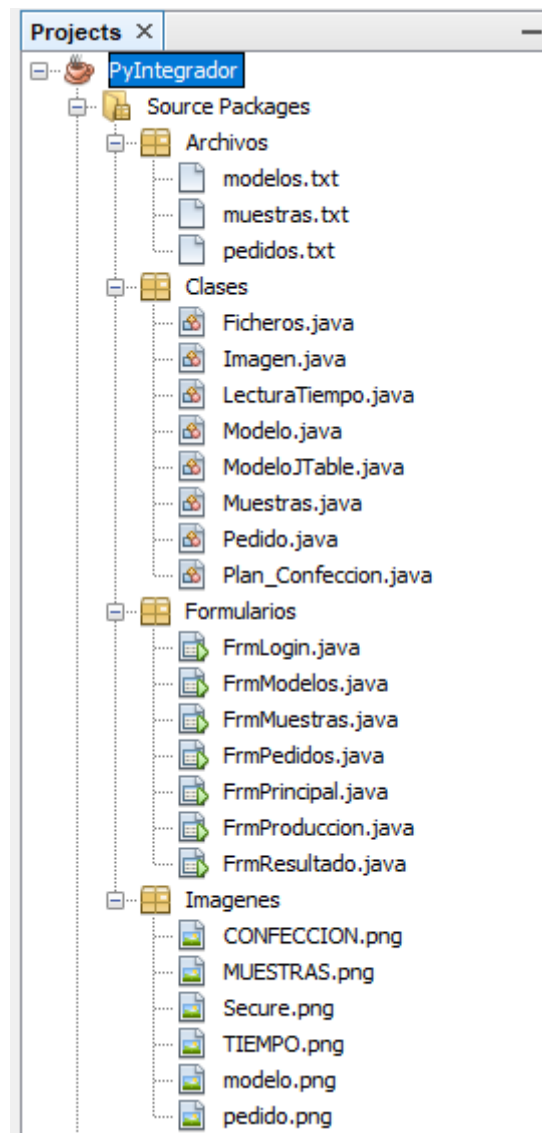 Projects ×
PyIntegrador
Source Packages
Archivos
modelos.txt
muestras.txt
pedidos.txt
Clases
Ficheros.java
Imagen.java
LecturaTiempo.java
Modelo.java
ModeloJTable.java
Muestras.java
Pedido.java
Plan_Confeccion.java
Formularios
FrmLogin.java
FrmModelos.java
FrmMuestras.java
FrmPedidos.java
FrmPrincipal.java
FrmProduccion.java
FrmResultado.java
Imagenes
CONFECCION.png
MUESTRAS.png
Secure.png
TIEMPO.png
modelo.png
pedido.png